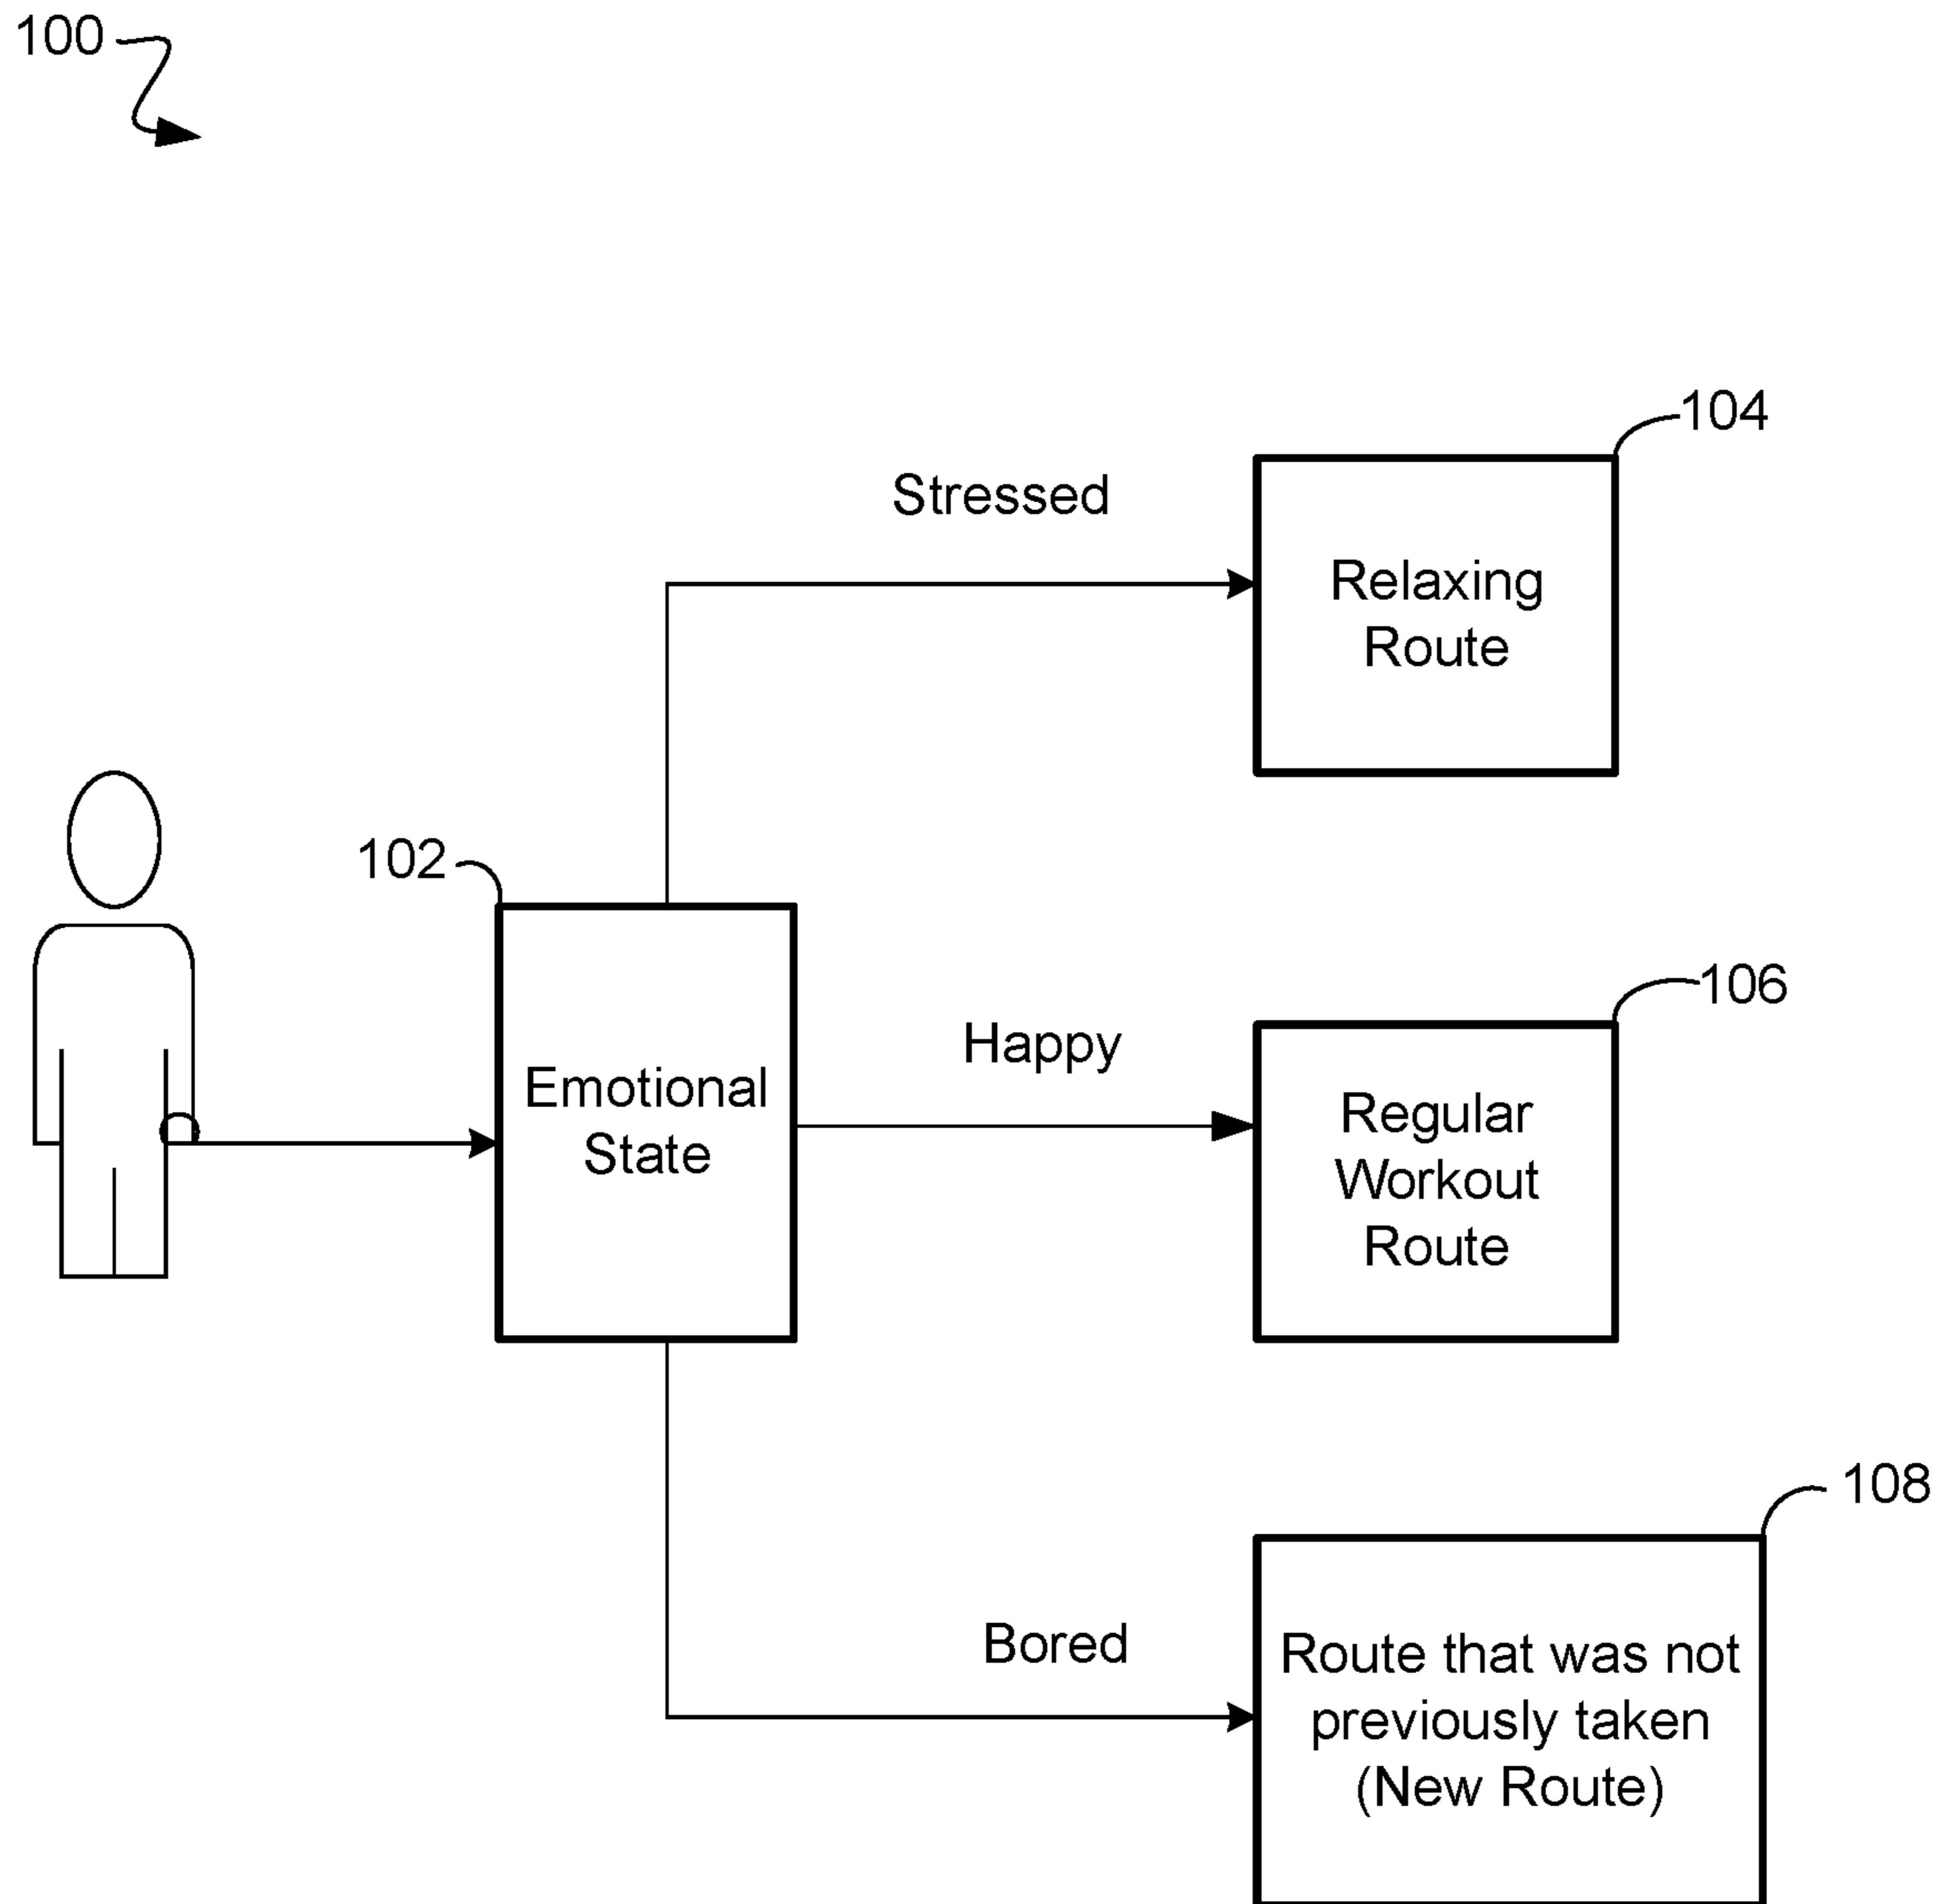 100
104
Stressed
Relaxing
Route
102
106
Happy
Emotional
State
Regular
Workout
Route
108
Bored
Route that was not
previously taken
(New Route)